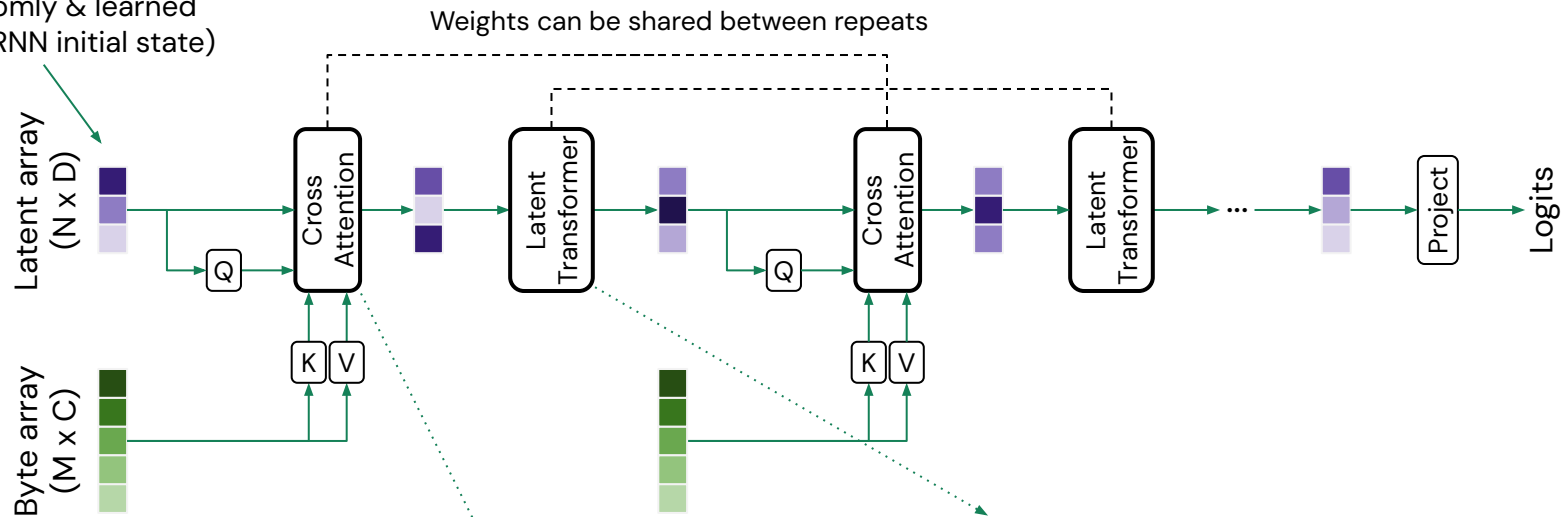 & learned
RNN initial state)
Weights can be shared between repeats
Latent array
(N x D)
Q
Cross
Attention
Latent
Transformer
Q
Cross
Attention
Latent
Transformer
...
Project
Logits
K
V
K
V
Byte array
(M x C)